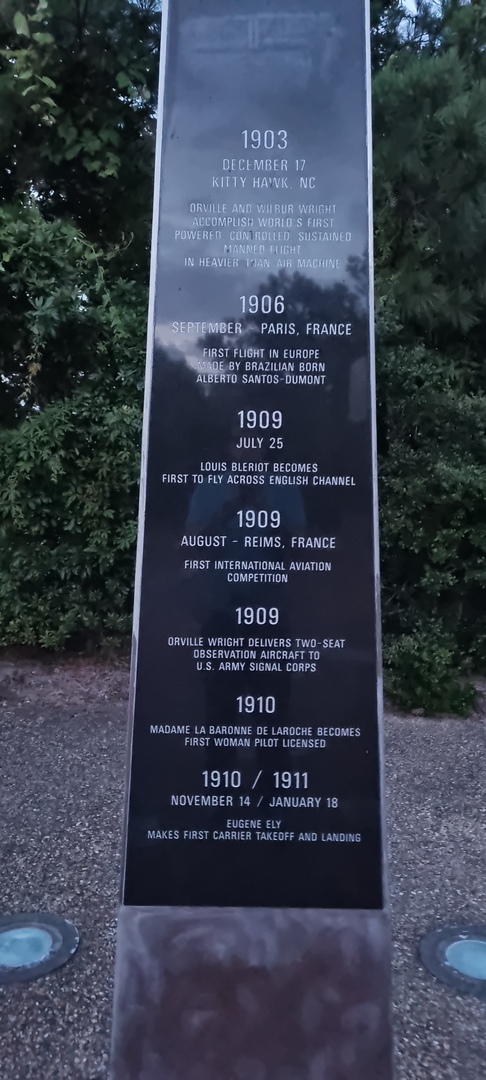 1903
DECEMBER 17
KITTY HAWK, NC
ORVILLE AND WILBUR WRIGHT
ACCOMPLISH WORLD'S FIRST
POWERED, CONTROLLED, SUSTAINED
MANNED FLIGHT
IN HEAVIER THAN AIR MACHINE
1906
SEPTEMBER - PARIS, FRANCE
FIRST FLIGHT IN EUROPE
MADE BY BRAZILIAN BORN
ALBERTO SANTOS-DUMONT
1909
JULY 25
LOUIS BLERIOT BECOMES
FIRST TO FLY ACROSS ENGLISH CHANNEL
1909
AUGUST - REIMS, FRANCE
FIRST INTERNATIONAL AVIATION
COMPETITION
1909
ORVILLE WRIGHT DELIVERS TWO-SEAT
OBSERVATION AIRCRAFT TO
U.S. ARMY SIGNAL CORPS
1910
MADAME LA BARONNE DE LAROCHE BECOMES
FIRST WOMAN PILOT LICENSED
1910 / 1911
NOVEMBER 14 / JANUARY 18
EUGENE ELY
MAKES FIRST CARRIER TAKEOFF AND LANDING